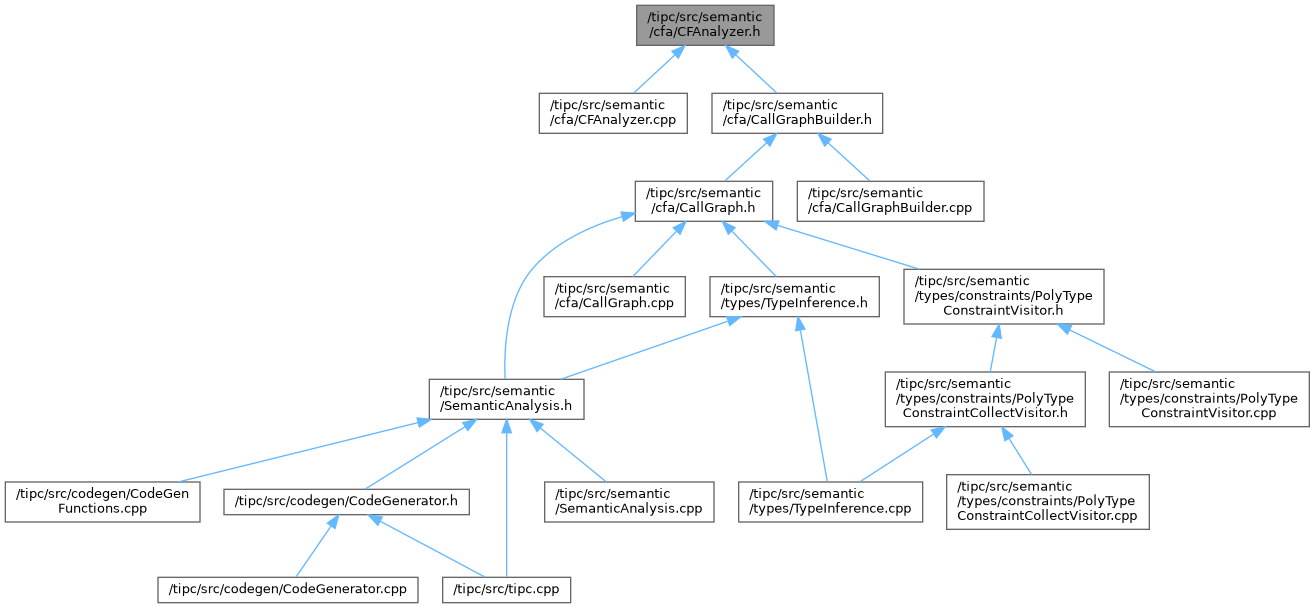 /tipc/src/semantic
/cfa/CFAnalyzer.h
/tipc/src/semantic
/cfa/CFAnalyzer.cpp
/tipc/src/semantic
/cfa/CallGraphBuilder.h
/tipc/src/semantic
/cfa/CallGraph.h
/tipc/src/semantic
/cfa/CallGraphBuilder.cpp
/tipc/src/semantic
/cfa/CallGraph.cpp
/tipc/src/semantic
/types/TypeInference.h
/tipc/src/semantic
/types/constraints/PolyType
ConstraintVisitor.h
/tipc/src/semantic
/SemanticAnalysis.h
/tipc/src/semantic
/types/constraints/PolyType
ConstraintCollectVisitor.h
/tipc/src/semantic
/types/constraints/PolyType
ConstraintVisitor.cpp
/tipc/src/codegen/CodeGen
Functions.cpp
/tipc/src/codegen/CodeGenerator.h
/tipc/src/semantic
/SemanticAnalysis.cpp
/tipc/src/semantic
/types/TypeInference.cpp
/tipc/src/semantic
/types/constraints/PolyType
ConstraintCollectVisitor.cpp
/tipc/src/codegen/CodeGenerator.cpp
/tipc/src/tipc.cpp